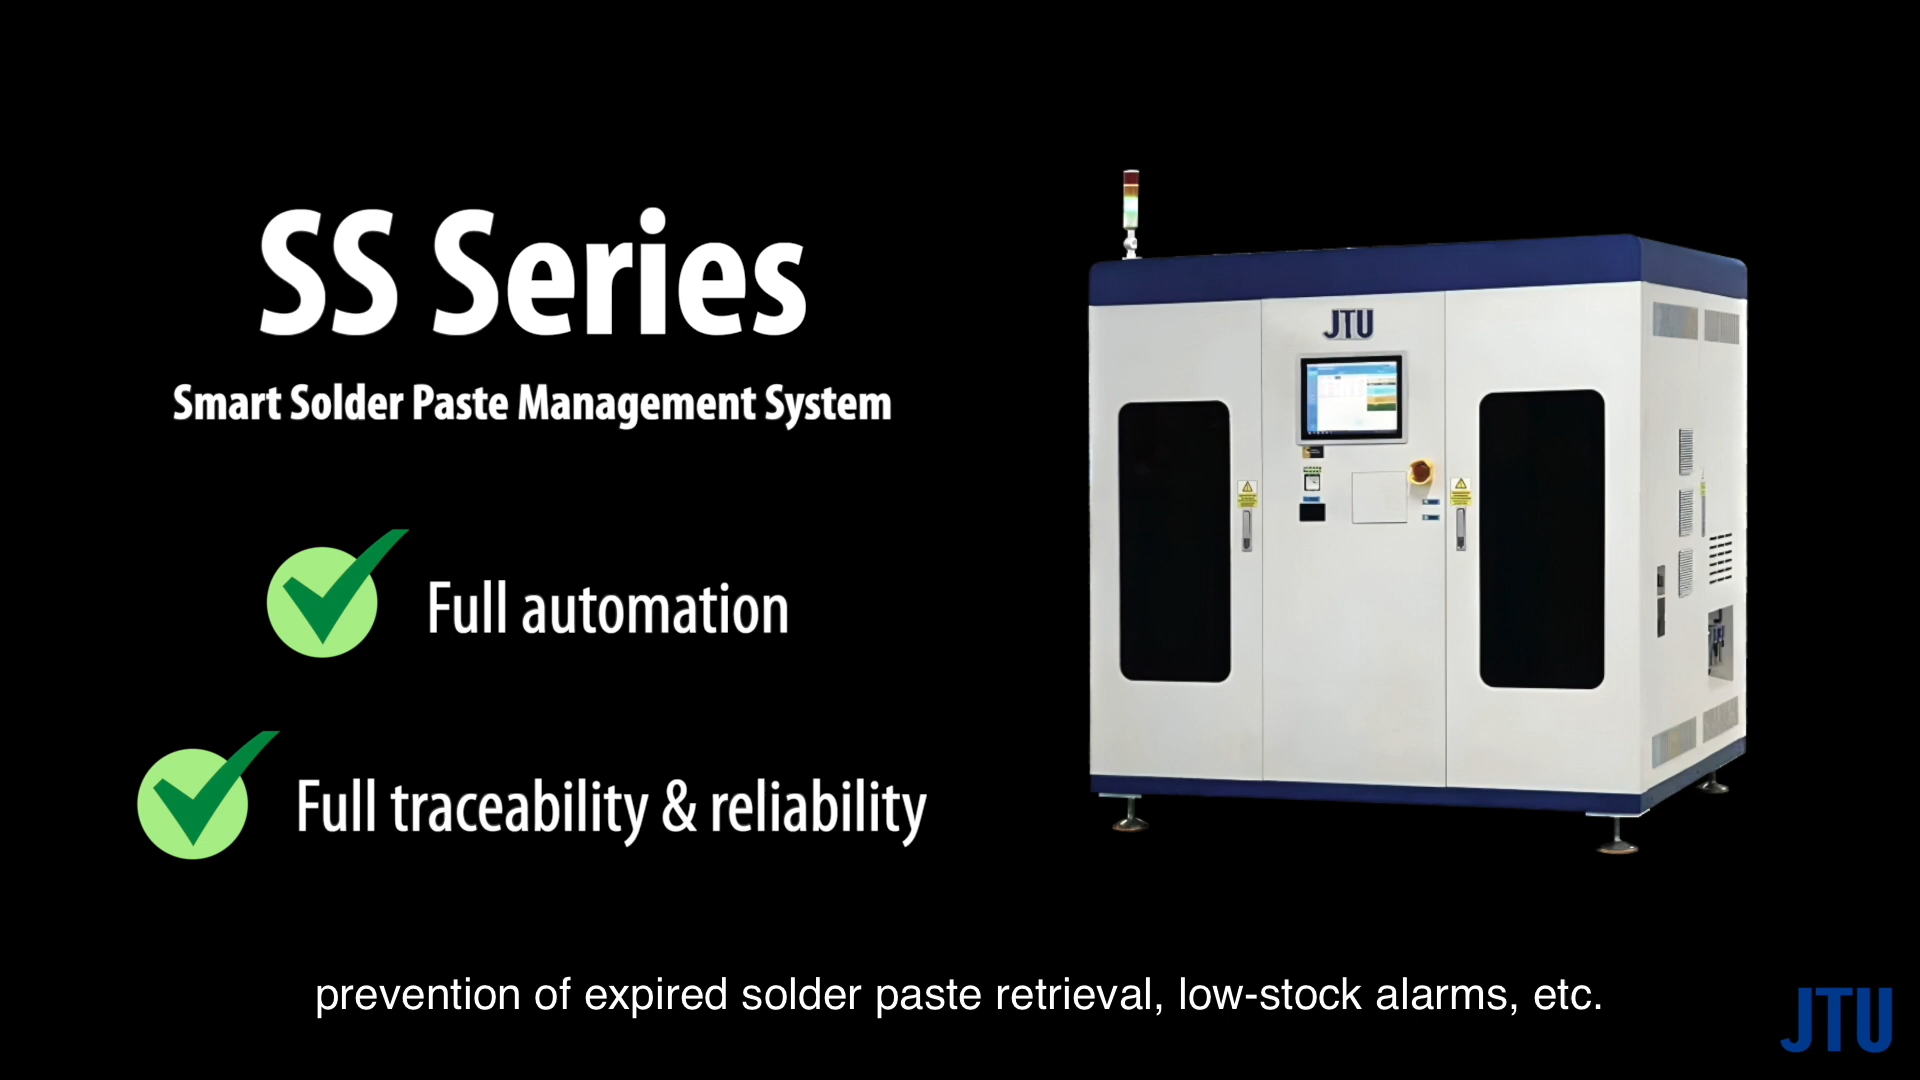 SS Series
Smart Solder Paste Management System
Full automation
Full traceability & reliability
JTU
prevention of expired solder paste retrieval, low-stock alarms, etc.
JTU